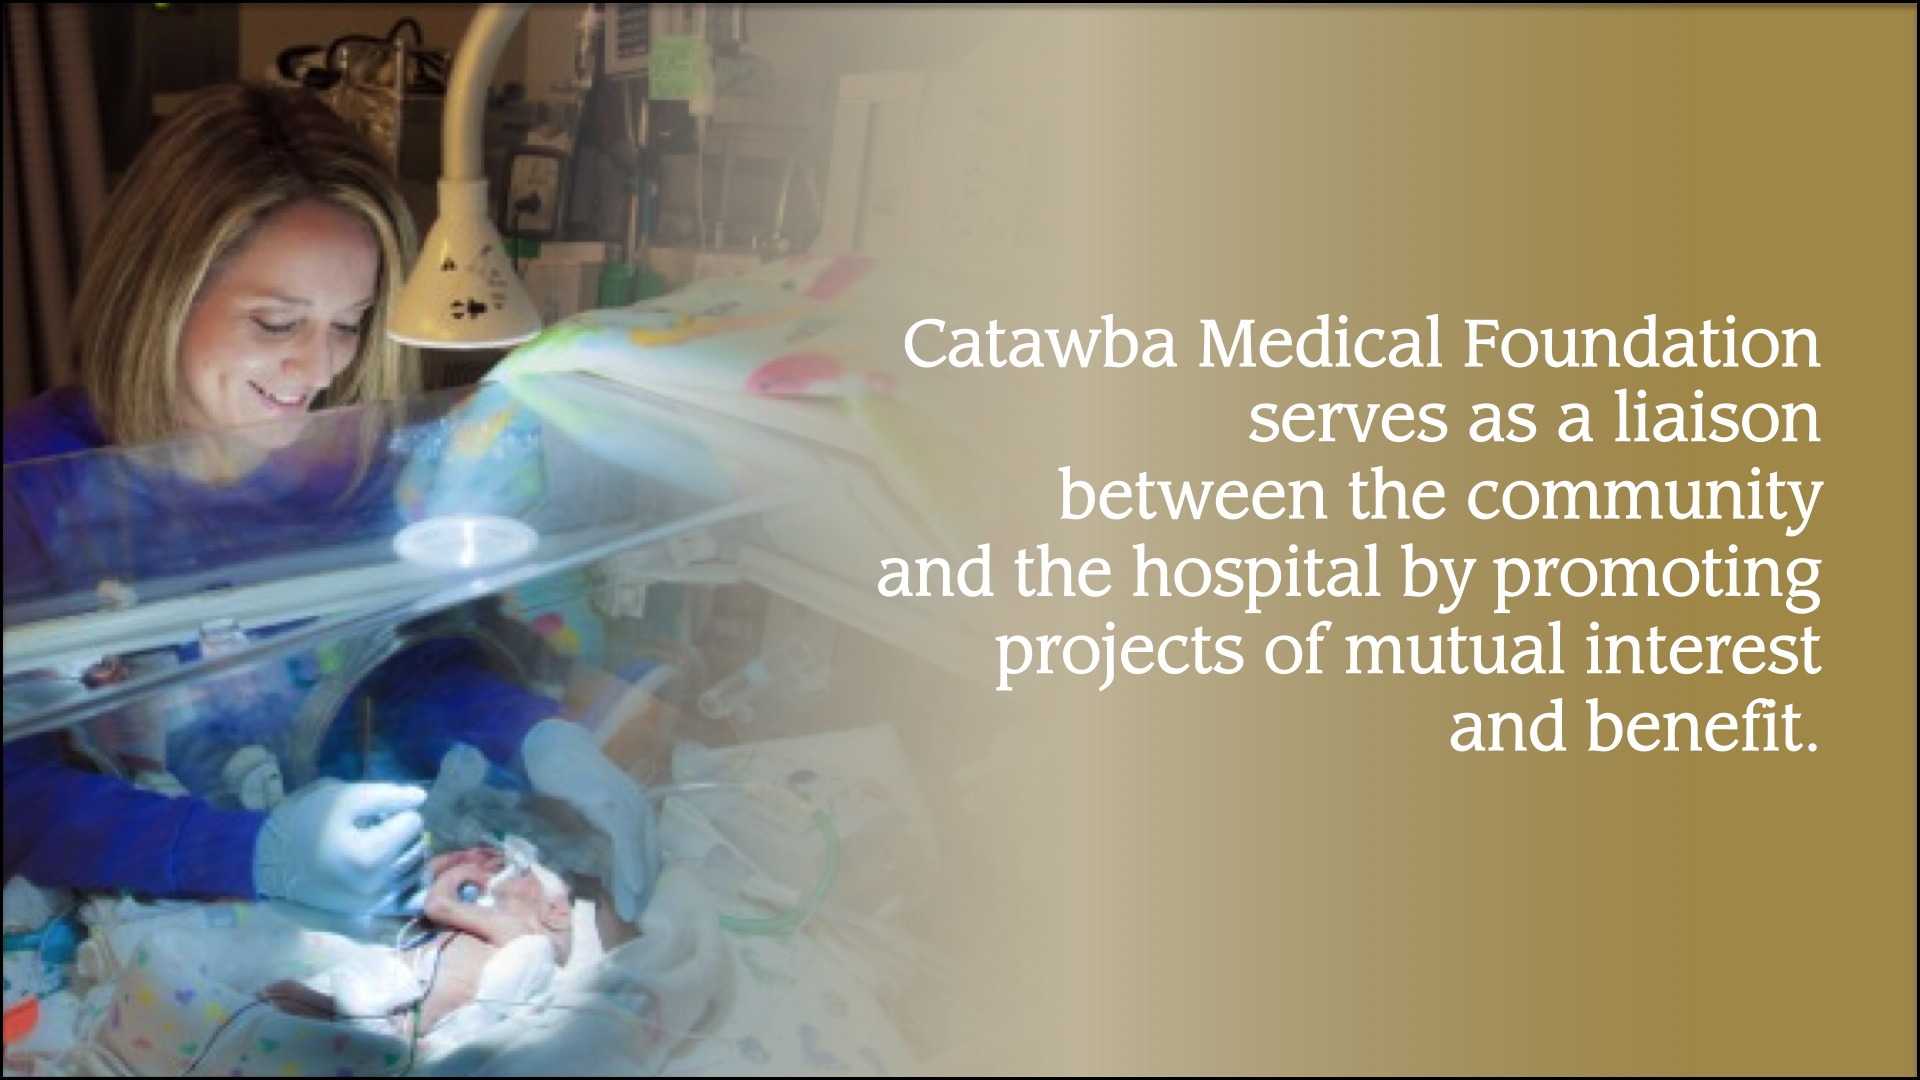 Catawba Medical Foundation
serves as a liaison
between the community
and the hospital by promoting
projects of mutual interest
and benefit.